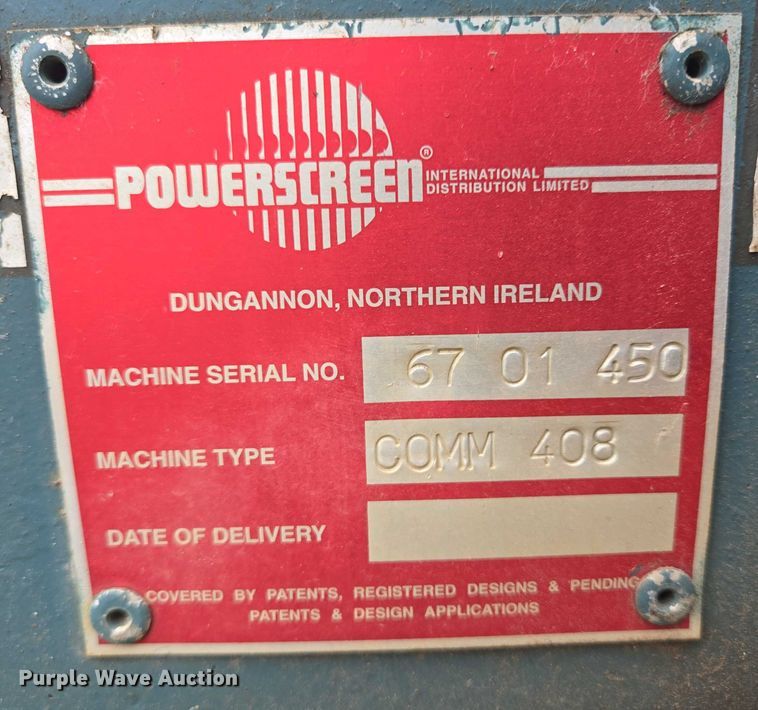 POWERSCREEN® INTERNATIONAL
DISTRIBUTION LIMITED
DUNGANNON, NORTHERN IRELAND
MACHINE SERIAL NO. 67 01 450
MACHINE TYPE COMM 408
DATE OF DELIVERY
COVERED BY PATENTS, REGISTERED DESIGNS & PENDING
PATENTS & DESIGN APPLICATIONS
Purple Wave Auction